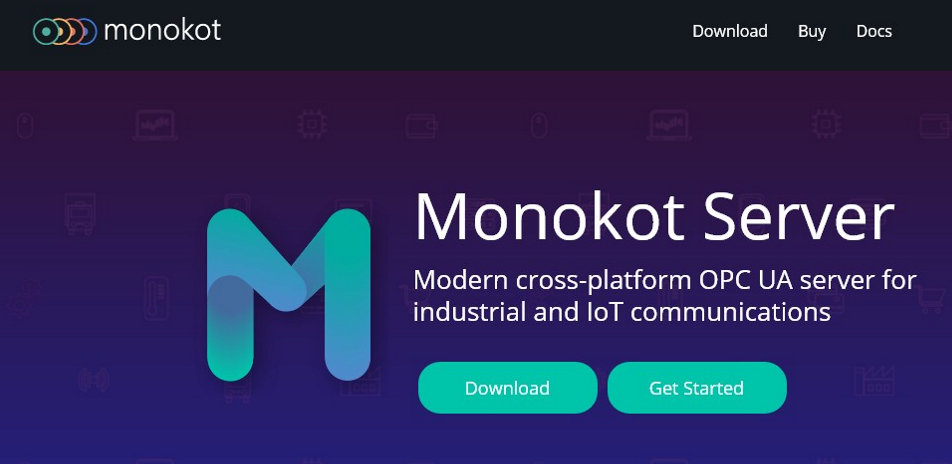 monokot
Download Buy Docs
Monokot Server
Modern cross-platform OPC UA server for
industrial and IoT communications
Download Get Started